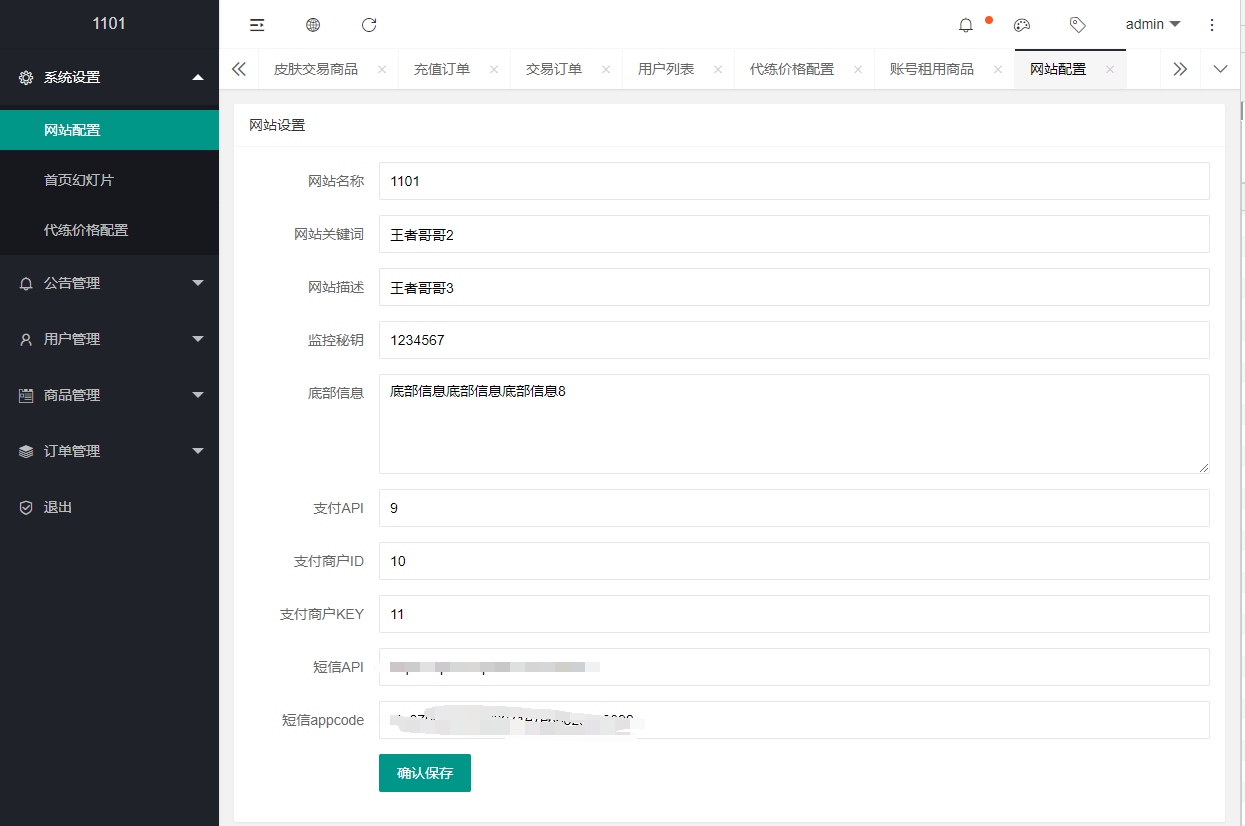 1101
admin
皮肤交易商品
充值订单
交易订单
用户列表
代练价格配置
账号租用商品
网站配置
系统设置
网站配置
首页幻灯片
代练价格配置
公告管理
用户管理
商品管理
订单管理
退出
网站设置
网站名称 1101
网站关键词 王者哥哥2
网站描述 王者哥哥3
监控秘钥 1234567
底部信息 底部信息底部信息底部信息8
支付API 9
支付商户ID 10
支付商户KEY 11
短信API
短信appcode
确认保存